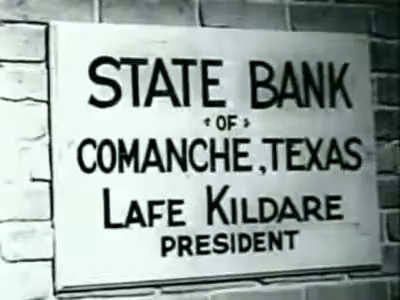 STATE BANK
OF
COMANCHE, TEXAS
LAFE KILDARE
PRESIDENT